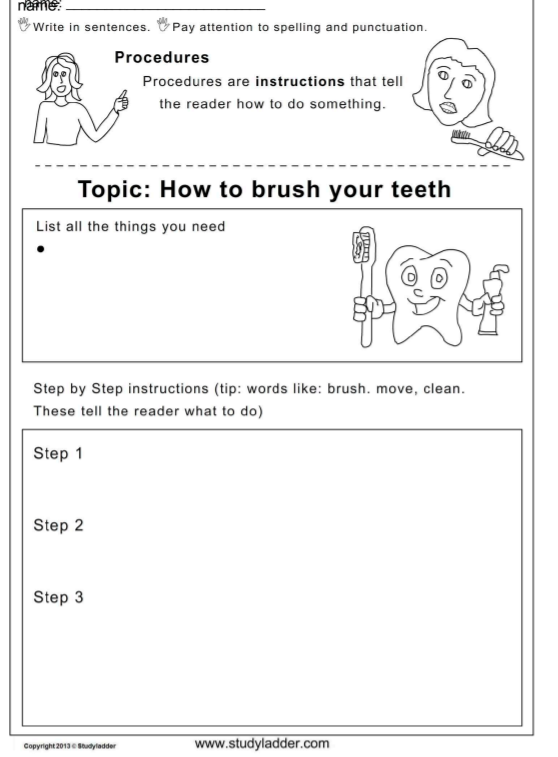 name: ____________________
Write in sentences. Pay attention to spelling and punctuation.
Procedures
Procedures are instructions that tell
the reader how to do something.
Topic: How to brush your teeth
List all the things you need
•
Step by Step instructions (tip: words like: brush. move, clean.
These tell the reader what to do)
Step 1
Step 2
Step 3
Copyright 2013 © Studyladder
www.studyladder.com